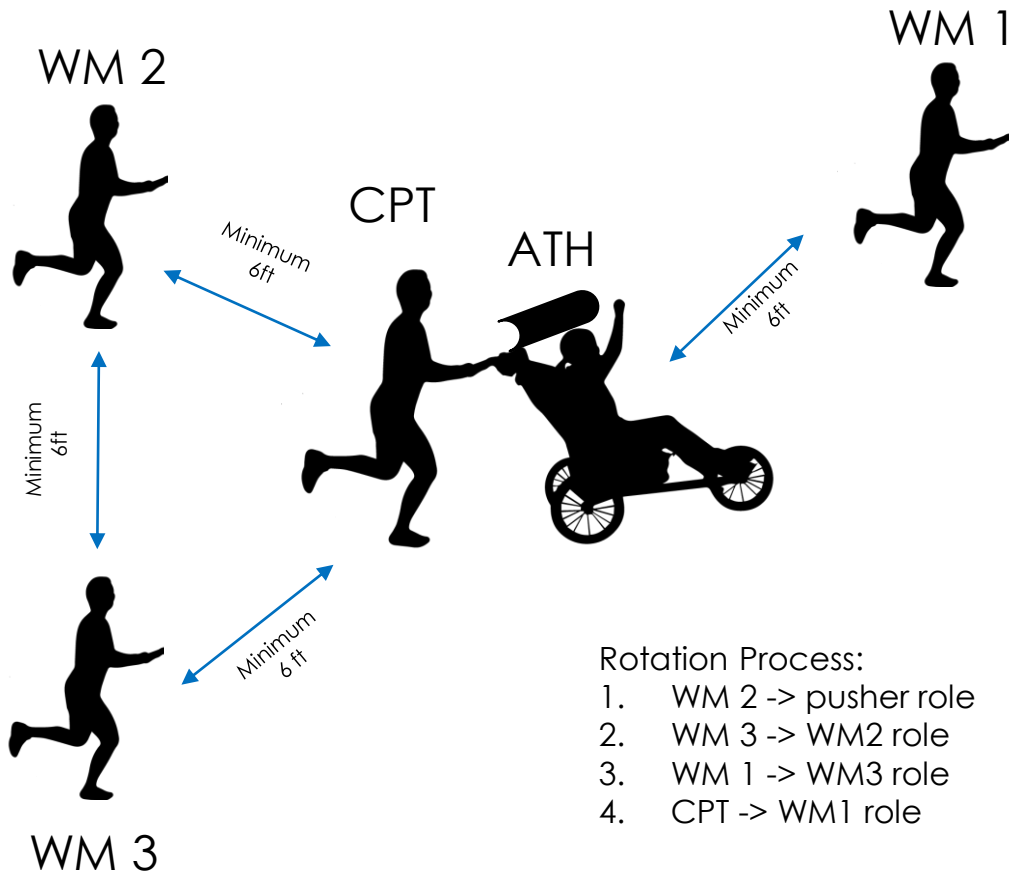 WM 1
WM 2
CPT
ATH
Minimum
6ft
Minimum
6ft
Minimum
6ft
Minimum
6 ft
WM 3
Rotation Process:
1. WM 2 -> pusher role
2. WM 3 -> WM2 role
3. WM 1 -> WM3 role
4. CPT -> WM1 role